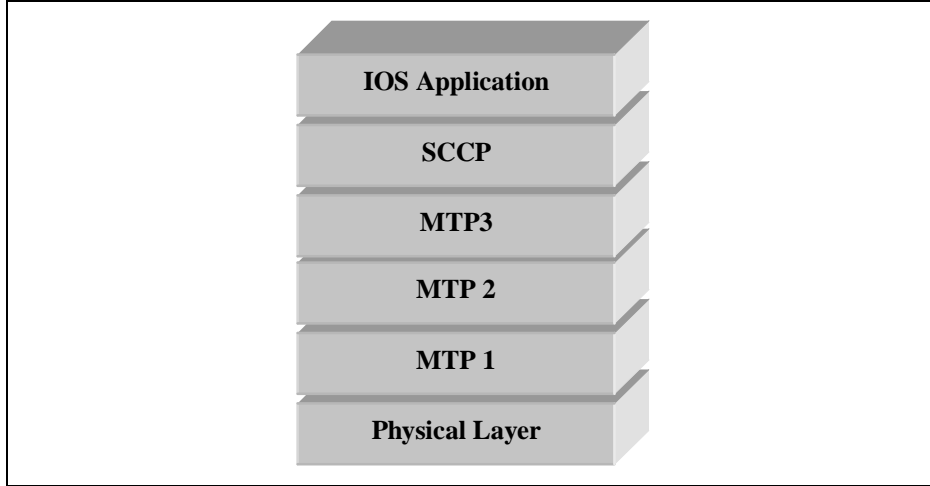 IOS Application
SCCP
MTP3
MTP 2
MTP 1
Physical Layer